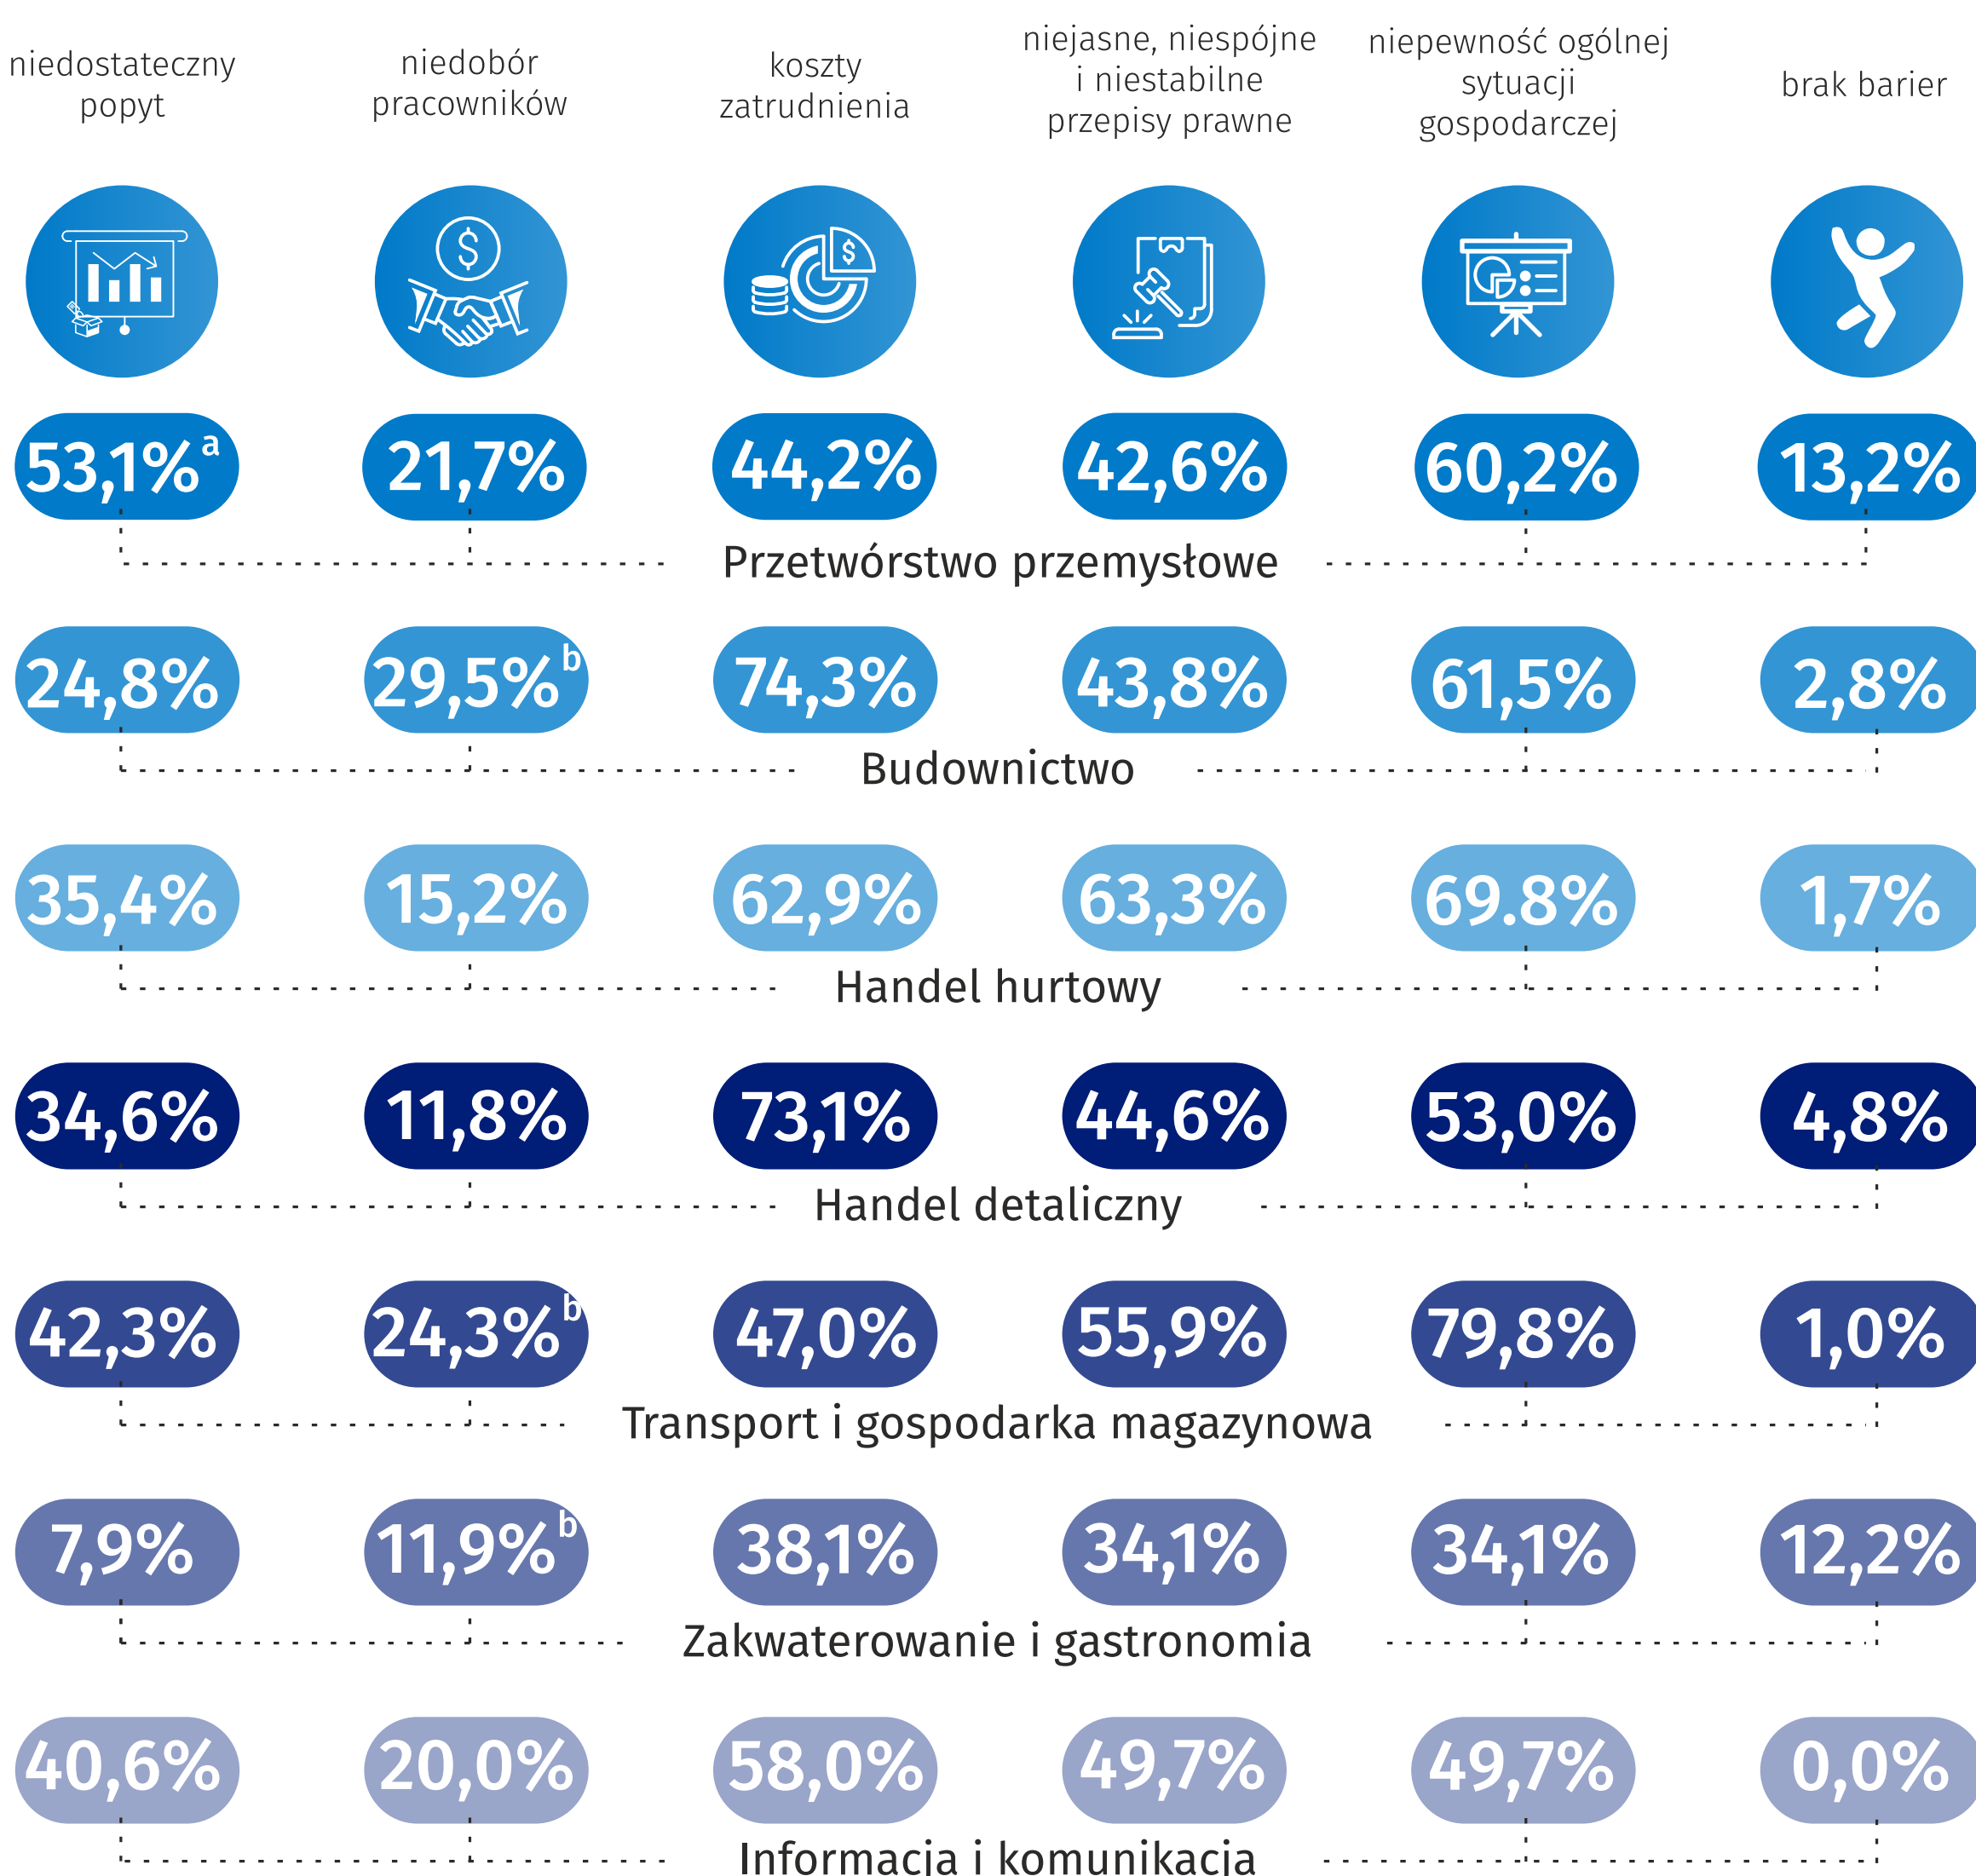 niedostateczny
popyt
niedobór
pracowników
koszty
zatrudnienia
niejasne, niespójne
i niestabilne
przepisy prawne
niepewność ogólnej
sytuacji
gospodarczej
brak barier
53,1%a 21,7% 44,2% 42,6% 60,2% 13,2%
Przetwórstwo przemysłowe
24,8% 29,5%b 74,3% 43,8% 61,5% 2,8%
Budownictwo
35,4% 15,2% 62,9% 63,3% 69.8% 1,7%
Handel hurtowy
34,6% 11,8% 73,1% 44,6% 53,0% 4,8%
Handel detaliczny
42,3% 24,3%b 47,0% 55,9% 79,8% 1,0%
Transport i gospodarka magazynowa
7,9% 11,9%b 38,1% 34,1% 34,1% 12,2%
Zakwaterowanie i gastronomia
40,6% 20,0% 58,0% 49,7% 49,7% 0,0%
Informacja i komunikacja